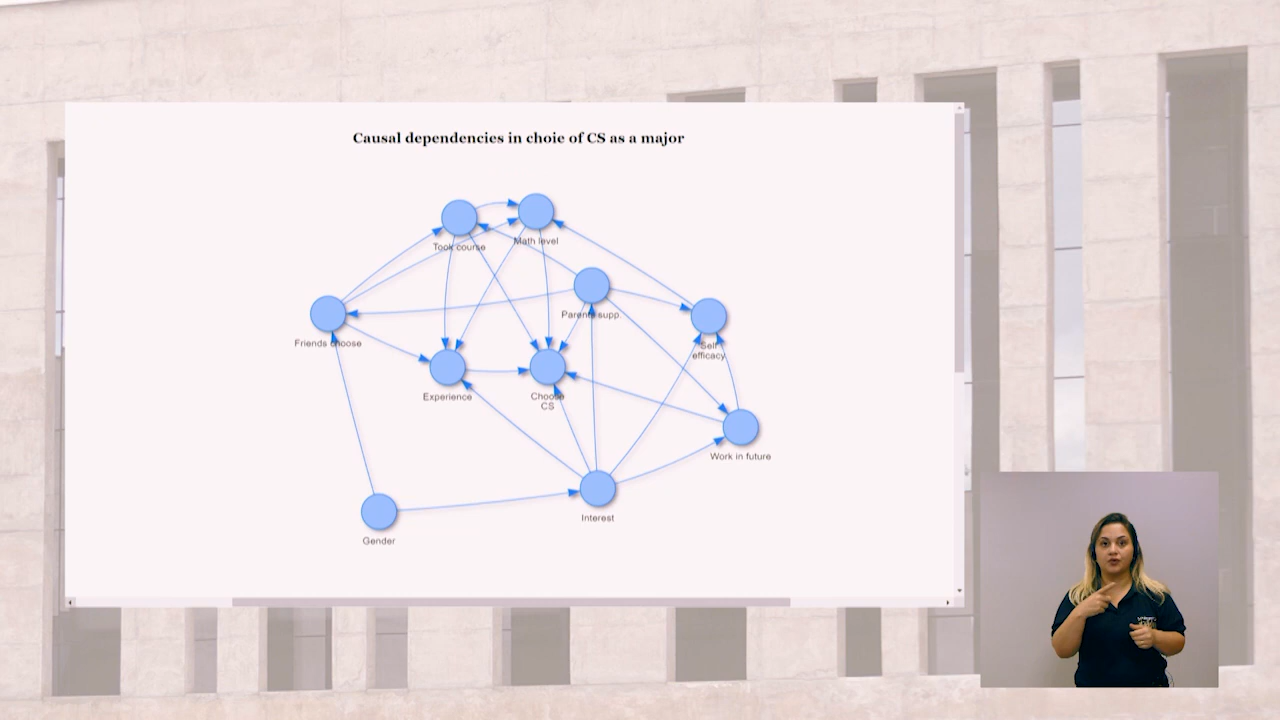 Causal dependencies in choie of CS as a major
Took course
Math level
Parents supp.
Friends choose
Self
efficacy
Experience
Choose
CS
Work in future
Interest
Gender